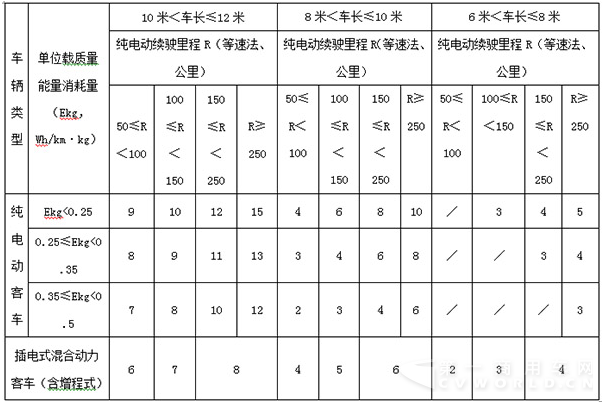 车辆类型
单位载质量
能量消耗量
（Ekg,
Wh/km·kg）
10 米＜车长≤12 米
8 米＜车长≤10 米
6 米＜车长≤8 米
纯电动续驶里程 R（等速法、
公里）
纯电动续驶里程 R（等速法、
公里）
纯电动续驶里程 R（等速法、
公里）
50≤R
＜100
100
≤R
＜
150
150
≤R
＜
250
R≥
250
50≤
R＜
100
100
≤R
＜
150
150
≤R
＜
250
R≥
250
50≤
R＜
100
100≤R
＜150
150
≤R
＜
250
R≥
250
纯电动客车
Ekg<0.25 9 10 12 15 4 6 8 10 ／ 3 4 5
0.25≤Ekg<0
.35
8 9 11 13 3 4 6 8 ／ ／ 3 4
0.35≤Ekg<0
.5
7 8 10 12 2 3 4 6 ／ ／ ／ 3
插电式混合动力
客车（含增程式）
6 7 8 4 5 6 2 3 4
CVWORLD.CN